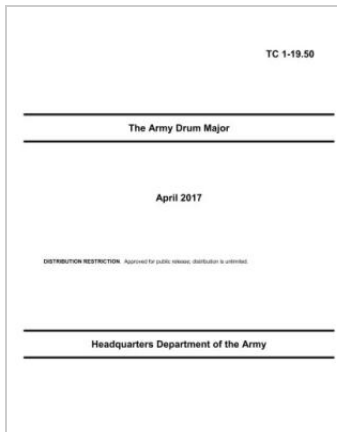 TC 1-19.50
The Army Drum Major
April 2017
DISTRIBUTION RESTRICTION. Approved for public release; distribution is unlimited.
Headquarters Department of the Army